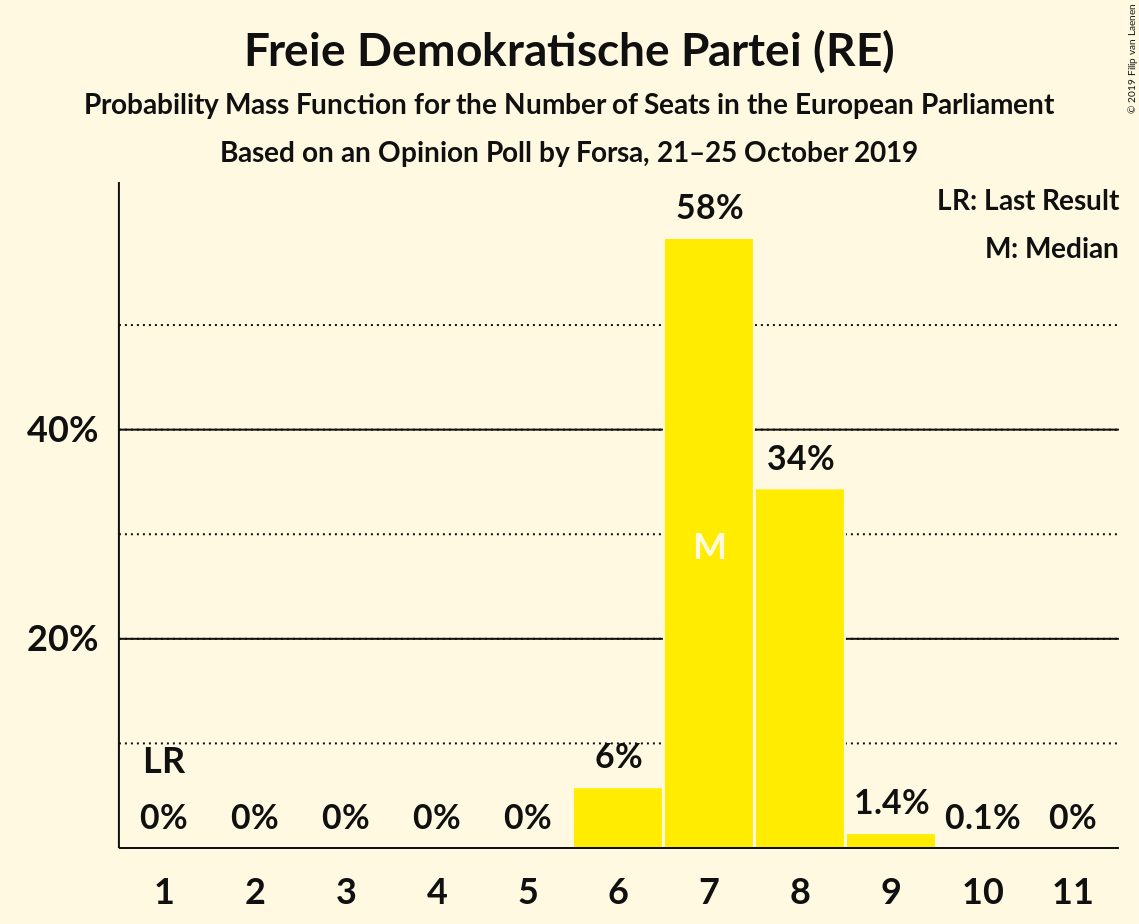 Freie Demokratische Partei (RE)
Probability Mass Function for the Number of Seats in the European Parliament
Based on an Opinion Poll by Forsa, 21–25 October 2019
© 2019 Filip van Laenen
LR: Last Result
M: Median
58%
40%
34%
M
20%
LR
6%
0% 0% 0% 0% 0% 1.4% 0.1% 0%
1 2 3 4 5 6 7 8 9 10 11